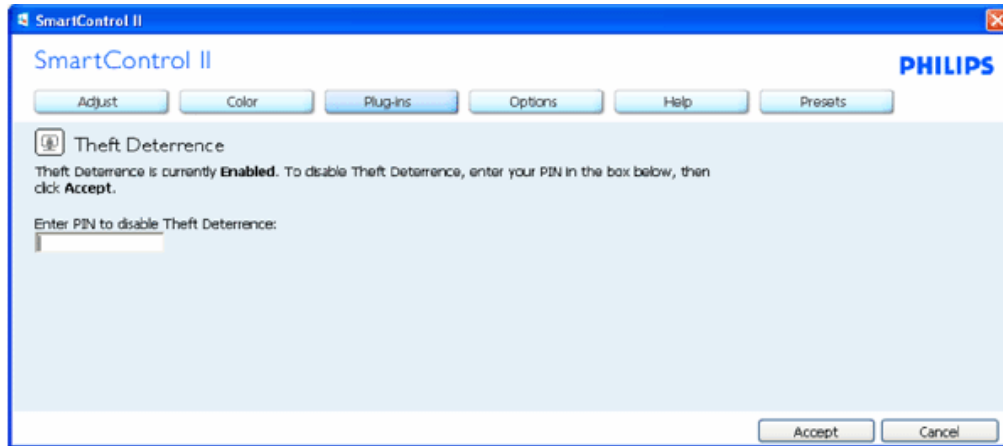 SmartControl II
SmartControl II
PHILIPS
Adjust Color Plug-ins Options Help Presets
Theft Deterrence
Theft Deterrence is currently Enabled. To disable Theft Deterrence, enter your PIN in the box below, then
click Accept.
Enter PIN to disable Theft Deterrence:
Accept Cancel